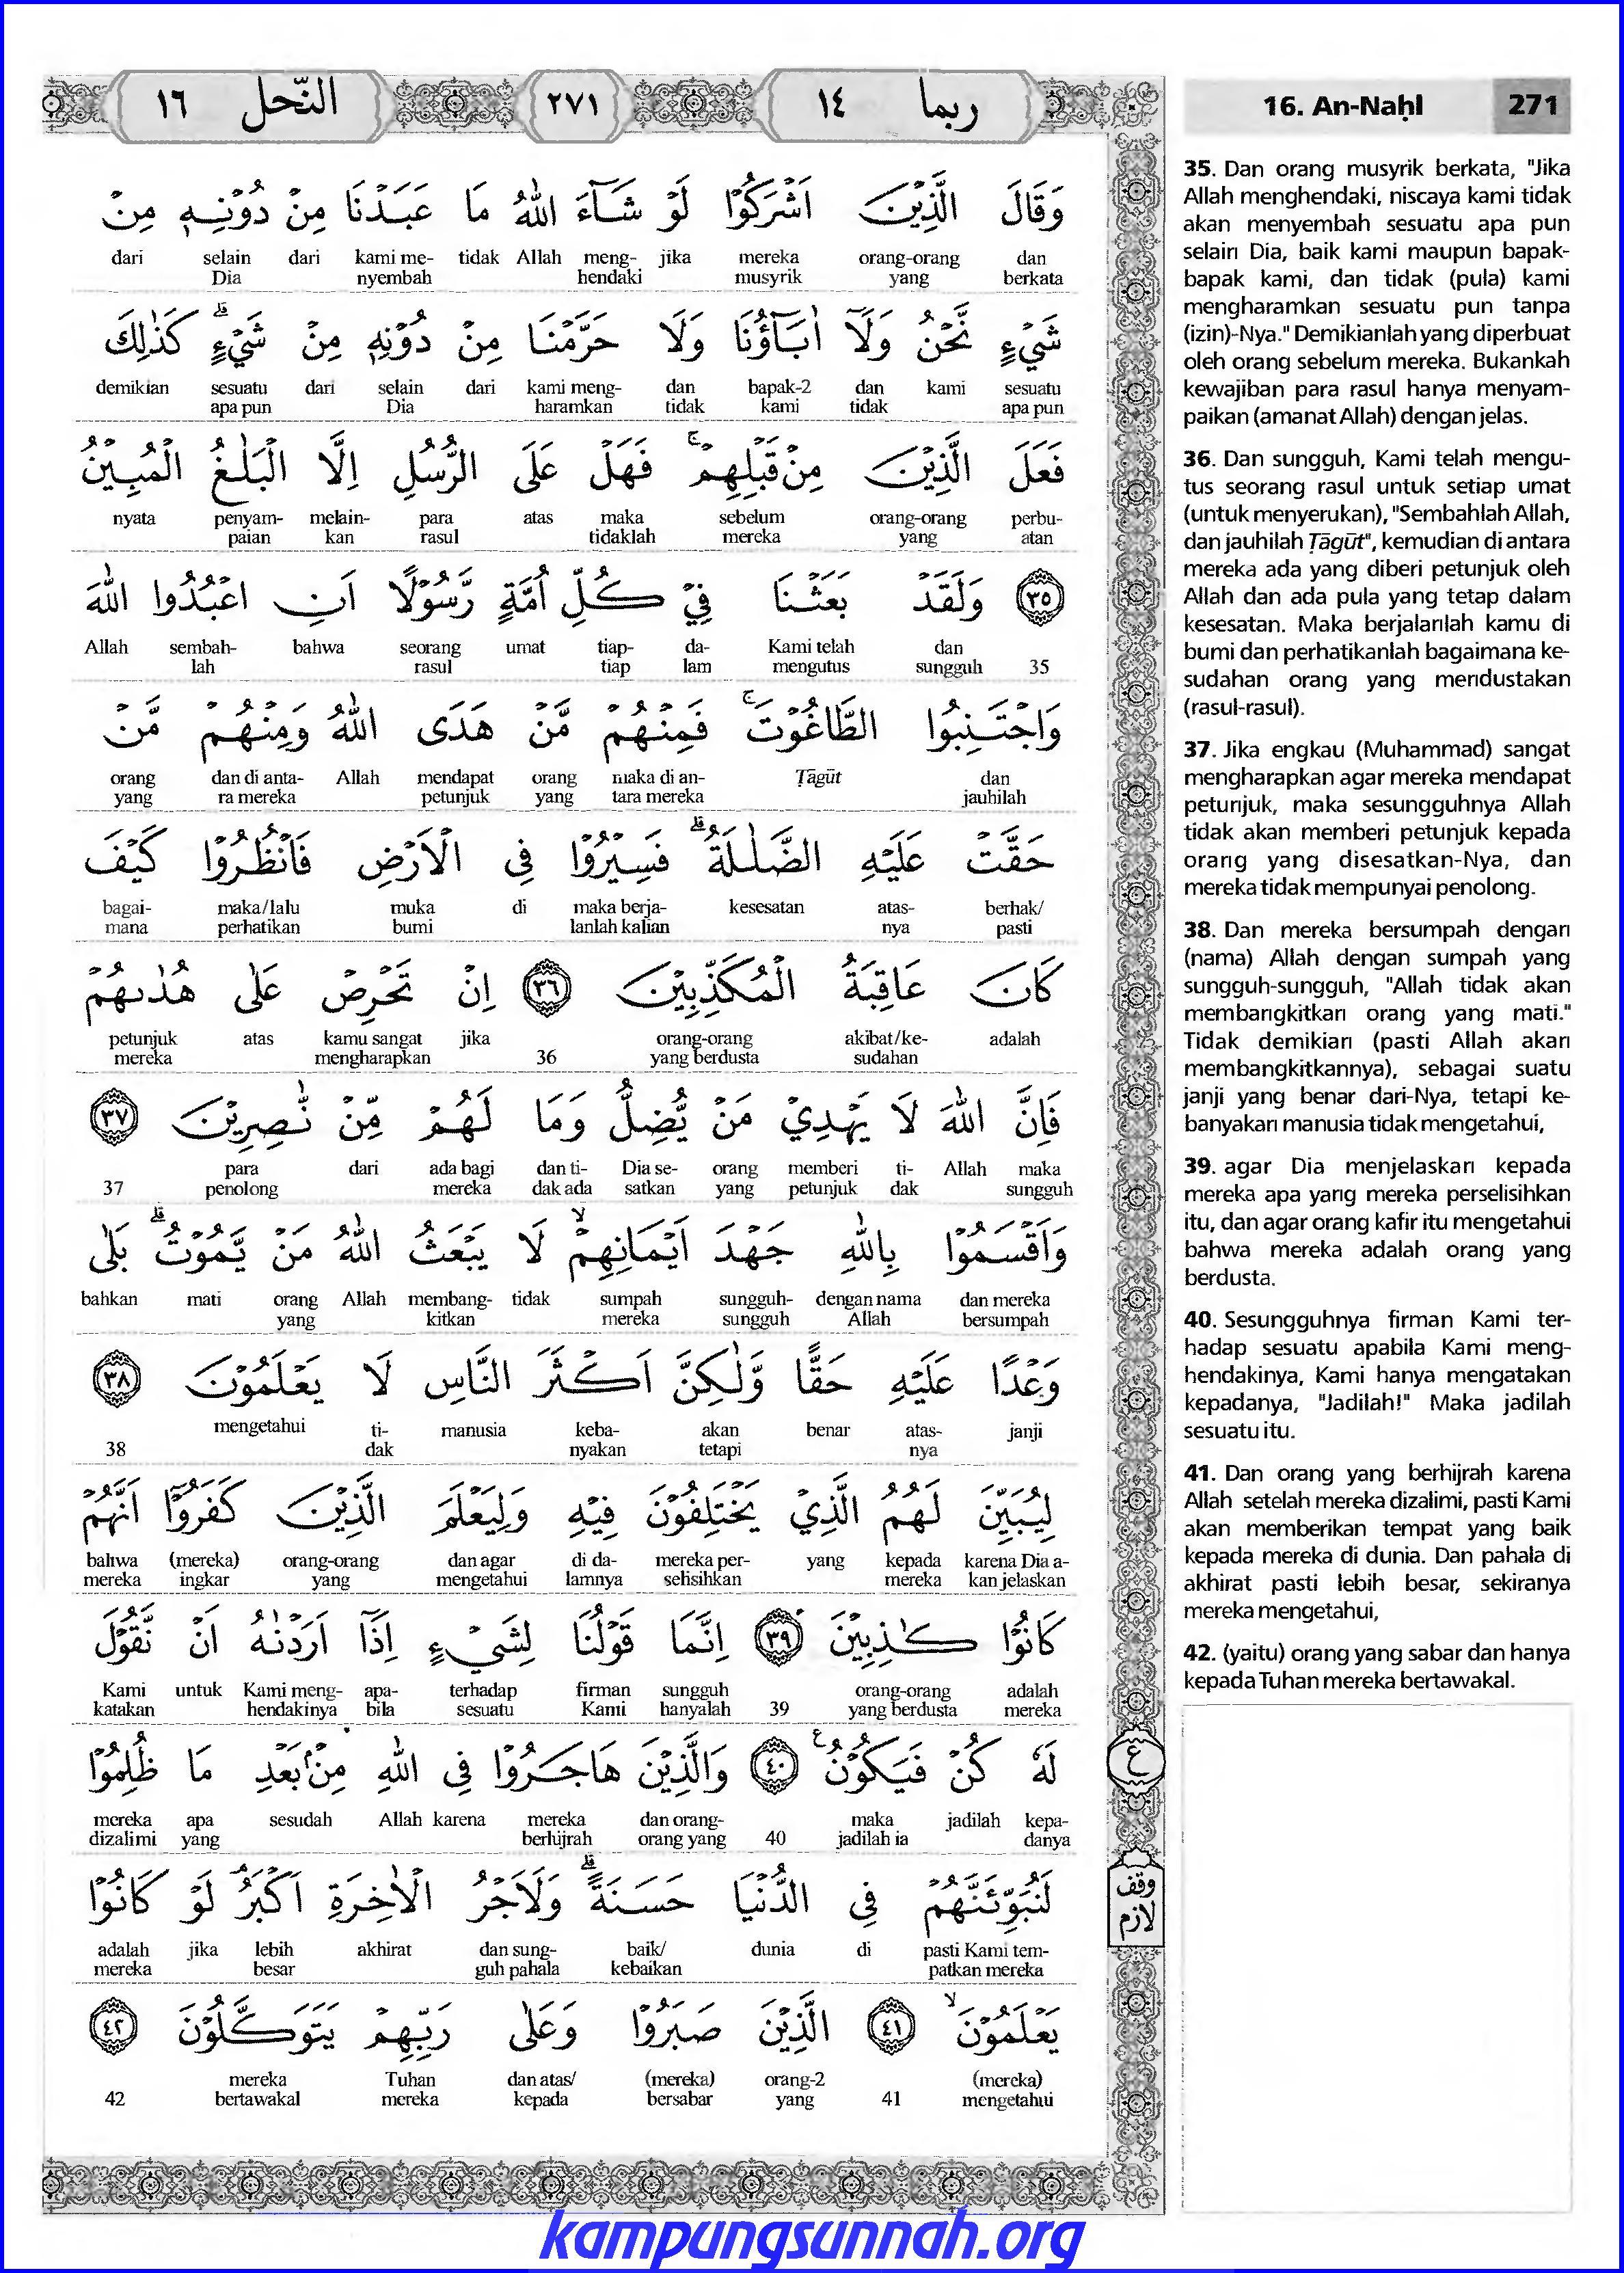 النّحل ١٦
٢٧١
ربما ١٤
16. An-Naḥl 271
وَقَالَ الَّذِيْنَ اَشْرَكُوْا لَوْ شَاۤءَ اللّٰهُ مَا عَبَدْنَا مِنْ دُوْنِهٖ مِنْ
dan berkata orang-orang yang mereka musyrik jika meng-hendaki Allah tidak kami me-nyembah dari selain Dia dari
شَيْءٍ نَّحْنُ وَلَآ اٰبَاۤؤُنَا وَلَا حَرَّمْنَا مِنْ دُوْنِهٖ مِنْ شَيْءٍۗ كَذٰلِكَ
sesuatu apa pun kami dan tidak bapak-2 kami dan tidak kami meng-haramkan dari selain Dia dari sesuatu apa pun demikian
فَعَلَ الَّذِيْنَ مِنْ قَبْلِهِمْۚ فَهَلْ عَلَى الرُّسُلِ اِلَّا الْبَلٰغُ الْمُبِيْنُ
perbu-atan orang-orang yang sebelum mereka maka tidaklah atas para rasul melain-kan penyam-paian nyata
٣٥ وَلَقَدْ بَعَثْنَا فِيْ كُلِّ اُمَّةٍ رَّسُوْلًا اَنِ اعْبُدُوا اللّٰهَ
35 dan sungguh Kami telah mengutus da-lam tiap-tiap umat seorang rasul bahwa sembah-lah Allah
وَاجْتَنِبُوا الطَّاغُوْتَۚ فَمِنْهُمْ مَّنْ هَدَى اللّٰهُ وَمِنْهُمْ مَّنْ
dan jauhilah Ṭāgūt maka di an-tara mereka orang yang mendapat petunjuk Allah dan di anta-ra mereka orang yang
حَقَّتْ عَلَيْهِ الضَّلٰلَةُۗ فَسِيْرُوْا فِى الْاَرْضِ فَانْظُرُوْا كَيْفَ
berhak/ pasti atas-nya kesesatan maka berja-lanlah kalian di muka bumi maka/lalu perhatikan bagai-mana
كَانَ عَاقِبَةُ الْمُكَذِّبِيْنَ ٣٦ اِنْ تَحْرِصْ عَلٰى هُدٰىهُمْ
adalah akibat/ke-sudahan orang-orang yang berdusta 36 jika kamu sangat mengharapkan atas petunjuk mereka
فَاِنَّ اللّٰهَ لَا يَهْدِيْ مَنْ يُّضِلُّ وَمَا لَهُمْ مِّنْ نّٰصِرِيْنَ ٣٧
maka sungguh Allah ti-dak memberi petunjuk orang yang Dia se-satkan dan ti-dak ada ada bagi mereka dari para penolong 37
وَاَقْسَمُوْا بِاللّٰهِ جَهْدَ اَيْمَانِهِمْۙ لَا يَبْعَثُ اللّٰهُ مَنْ يَّمُوْتُۗ بَلٰى
dan mereka bersumpah dengan nama Allah sungguh-sungguh sumpah mereka tidak membang-kitkan Allah orang yang mati bahkan
وَعْدًا عَلَيْهِ حَقًّا وَّلٰكِنَّ اَكْثَرَ النَّاسِ لَا يَعْلَمُوْنَ ٣٨
janji atas-nya benar akan tetapi keba-nyakan manusia ti-dak mengetahui 38
لِيُبَيِّنَ لَهُمُ الَّذِيْ يَخْتَلِفُوْنَ فِيْهِ وَلِيَعْلَمَ الَّذِيْنَ كَفَرُوْٓا اَنَّهُمْ
karena Dia a-kan jelaskan kepada mereka yang mereka per-selisihkan di da-lamnya dan agar mengetahui orang-orang yang (mereka) ingkar bahwa mereka
كَانُوْا كٰذِبِيْنَ ٣٩ اِنَّمَا قَوْلُنَا لِشَيْءٍ اِذَآ اَرَدْنٰهُ اَنْ نَّقُوْلَ
adalah mereka orang-orang yang berdusta 39 sungguh hanyalah firman Kami terhadap sesuatu apa-bila Kami meng-hendakinya untuk Kami katakan
لَهٗ كُنْ فَيَكُوْنُࣖ ٤٠ وَالَّذِيْنَ هَاجَرُوْا فِى اللّٰهِ مِنْۢ بَعْدِ مَا ظُلِمُوْا
kepa-danya jadilah maka jadilah ia 40 dan orang-orang yang mereka berhijrah karena Allah sesudah apa yang mereka dizalimi
ع
لَنُبَوِّئَنَّهُمْ فِى الدُّنْيَا حَسَنَةًۗ وَلَاَجْرُ الْاٰخِرَةِ اَكْبَرُۘ لَوْ كَانُوْا
pasti Kami tem-patkan mereka di dunia baik/ kebaikan dan sung-guh pahala akhirat lebih besar jika adalah mereka
وقف
لازم
يَعْلَمُوْنَۙ ٤١ الَّذِيْنَ صَبَرُوْا وَعَلٰى رَبِّهِمْ يَتَوَكَّلُوْنَ ٤٢
(mereka) mengetahui 41 orang-2 yang (mereka) bersabar dan atas/ kepada Tuhan mereka mereka bertawakal 42
35. Dan orang musyrik berkata, "Jika
Allah menghendaki, niscaya kami tidak
akan menyembah sesuatu apa pun
selain Dia, baik kami maupun bapak-
bapak kami, dan tidak (pula) kami
mengharamkan sesuatu pun tanpa
(izin)-Nya." Demikianlah yang diperbuat
oleh orang sebelum mereka. Bukankah
kewajiban para rasul hanya menyam-
paikan (amanat Allah) dengan jelas.
36. Dan sungguh, Kami telah mengu-
tus seorang rasul untuk setiap umat
(untuk menyerukan), "Sembahlah Allah,
dan jauhilah Ṭāgūt", kemudian di antara
mereka ada yang diberi petunjuk oleh
Allah dan ada pula yang tetap dalam
kesesatan. Maka berjalanlah kamu di
bumi dan perhatikanlah bagaimana ke-
sudahan orang yang mendustakan
(rasul-rasul).
37. Jika engkau (Muhammad) sangat
mengharapkan agar mereka mendapat
petunjuk, maka sesungguhnya Allah
tidak akan memberi petunjuk kepada
orang yang disesatkan-Nya, dan
mereka tidak mempunyai penolong.
38. Dan mereka bersumpah dengan
(nama) Allah dengan sumpah yang
sungguh-sungguh, "Allah tidak akan
membangkitkan orang yang mati."
Tidak demikian (pasti Allah akan
membangkitkannya), sebagai suatu
janji yang benar dari-Nya, tetapi ke-
banyakan manusia tidak mengetahui,
39. agar Dia menjelaskan kepada
mereka apa yang mereka perselisihkan
itu, dan agar orang kafir itu mengetahui
bahwa mereka adalah orang yang
berdusta.
40. Sesungguhnya firman Kami ter-
hadap sesuatu apabila Kami meng-
hendakinya, Kami hanya mengatakan
kepadanya, "Jadilah!" Maka jadilah
sesuatu itu.
41. Dan orang yang berhijrah karena
Allah setelah mereka dizalimi, pasti Kami
akan memberikan tempat yang baik
kepada mereka di dunia. Dan pahala di
akhirat pasti lebih besar, sekiranya
mereka mengetahui,
42. (yaitu) orang yang sabar dan hanya
kepada Tuhan mereka bertawakal.
kampungsunnah.org